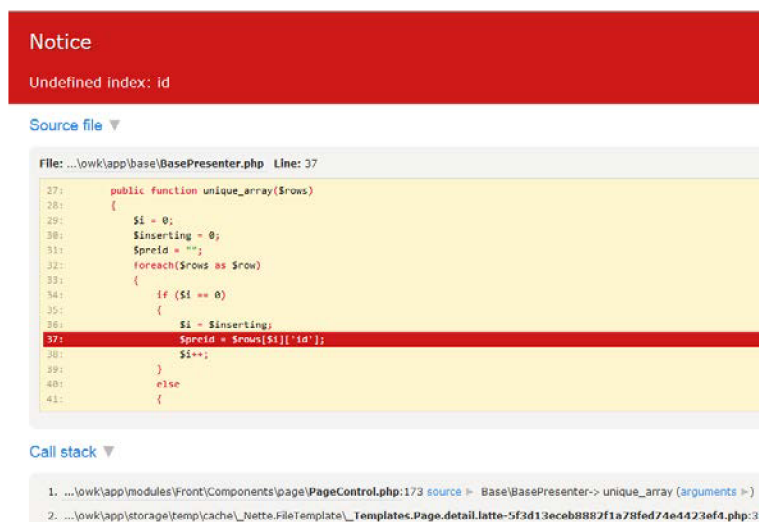 Notice
Undefined index: id
Source file ▼
File: ...\owk\app\base\BasePresenter.php Line: 37
27: public function unique_array($rows)
28: {
29: $i = 0;
30: $inserting = 0;
31: $preid = "";
32: foreach($rows as $row)
33: {
34: if ($i == 0)
35: {
36: $i = $inserting;
37: $preid = $rows[$i]['id'];
38: $i++;
39: }
40: else
41: {
Call stack ▼
1. ...\owk\app\modules\Front\Components\page\PageControl.php:173 source ► Base\BasePresenter-> unique_array (arguments ►)
2. ...\owk\app\storage\temp\cache\_Nette.FileTemplate\_Templates.Page.detail.latte-5f3d13eceb8882f1a78fed74e4423ef4.php:3